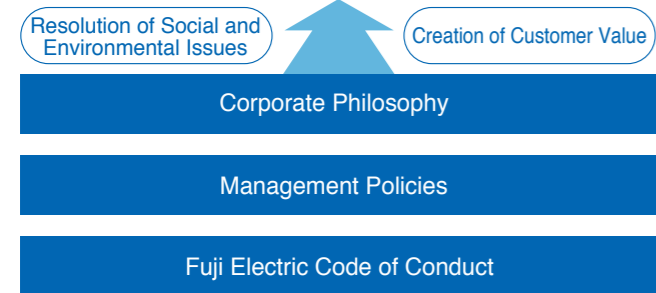 Resolution of Social and
Environmental Issues
Creation of Customer Value
Corporate Philosophy
Management Policies
Fuji Electric Code of Conduct